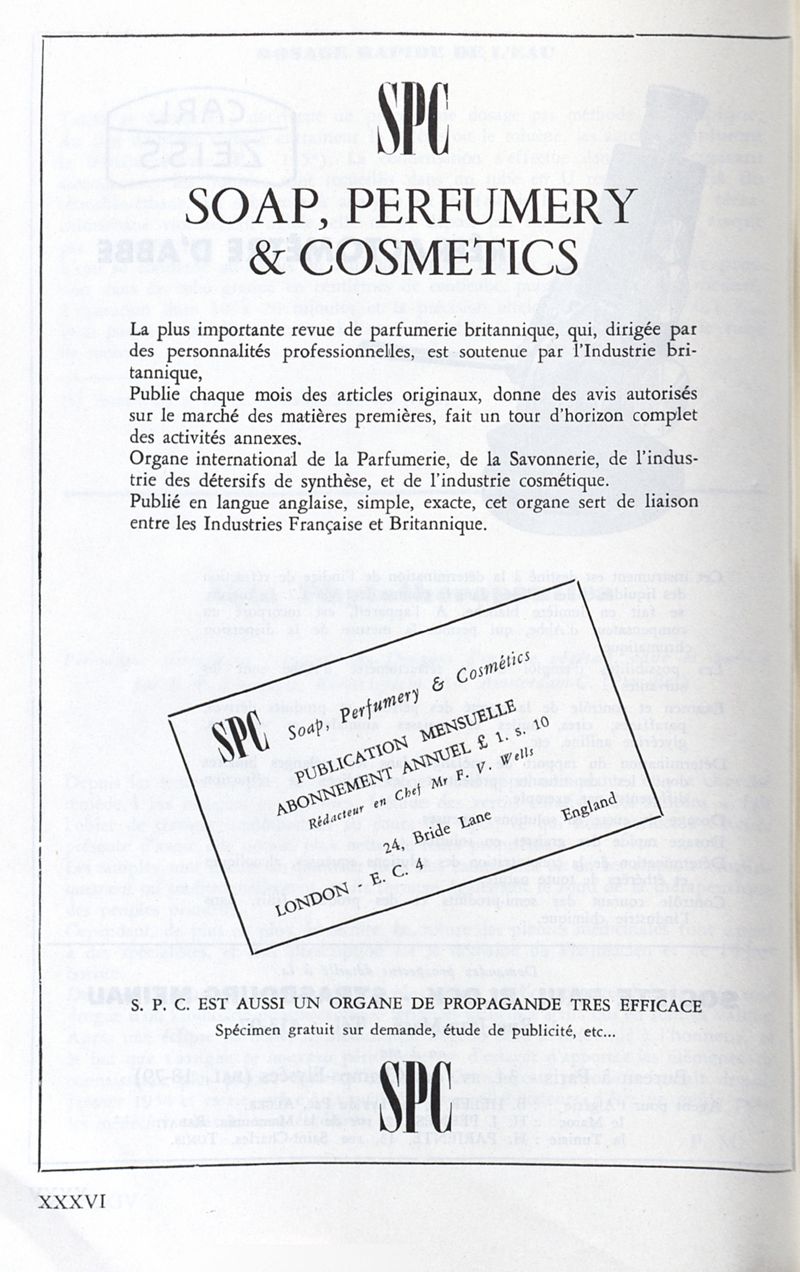 SPC
SOAP, PERFUMERY
& COSMETICS
La plus importante revue de parfumerie britannique, qui, dirigée par
des personnalités professionnelles, est soutenue par l'Industrie bri-
tannique,
Publie chaque mois des articles originaux, donne des avis autorisés
sur le marché des matières premières, fait un tour d'horizon complet
des activités annexes.
Organe international de la Parfumerie, de la Savonnerie, de l'indus-
trie des détersifs de synthèse, et de l'industrie cosmétique.
Publié en langue anglaise, simple, exacte, cet organe sert de liaison
entre les Industries Française et Britannique.
SPC Soap, Perfumery & Cosmétics
PUBLICATION MENSUELLE
ABONNEMENT ANNUEL £ 1. s. 10
Rédacteur en Chef Mr F. V. Wells
24, Bride Lane
LONDON - E. C. 4 England
S. P. C. EST AUSSI UN ORGANE DE PROPAGANDE TRES EFFICACE
Spécimen gratuit sur demande, étude de publicité, etc...
SPC
XXXVI